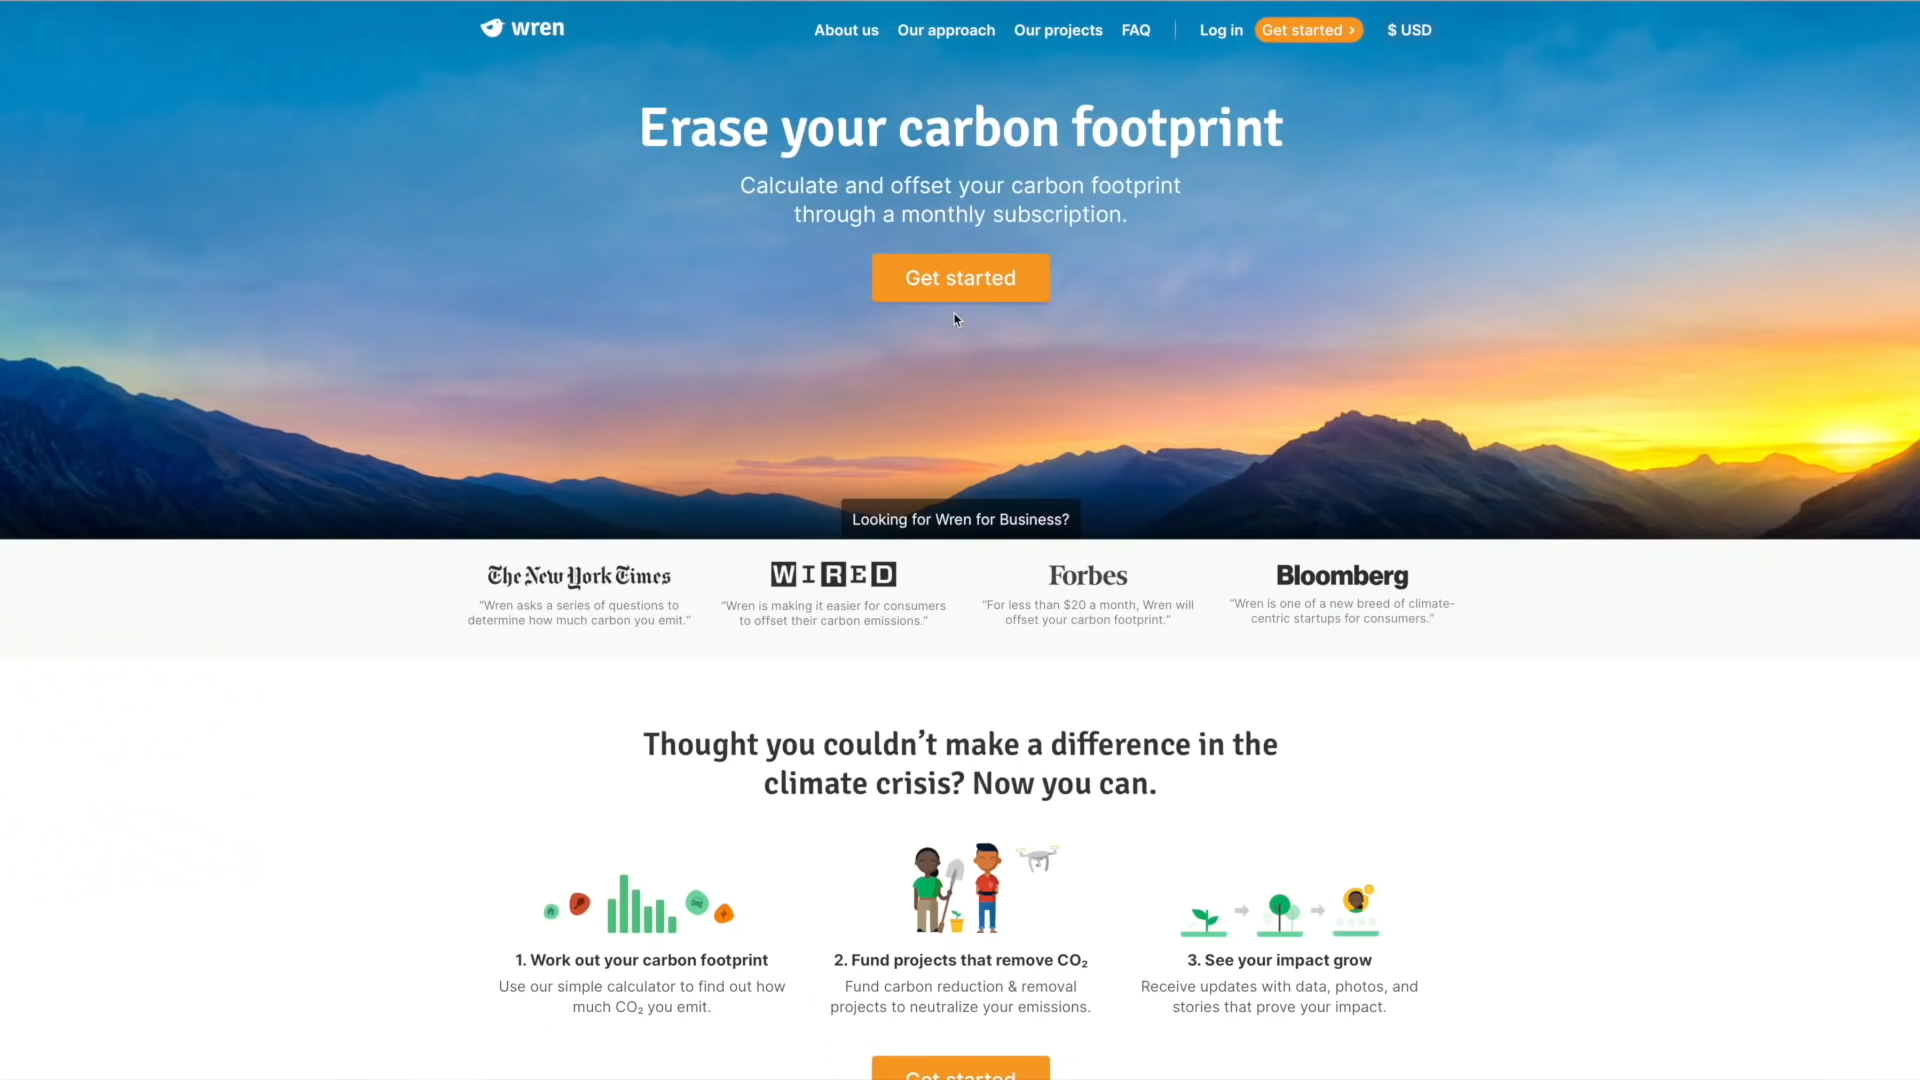 wren
About us
Our approach
Our projects
FAQ
Log in
Get started ›
$ USD
Erase your carbon footprint
Calculate and offset your carbon footprint
through a monthly subscription.
Get started
Looking for Wren for Business?
The New York Times
“Wren asks a series of questions to
determine how much carbon you emit.”
WIRED
“Wren is making it easier for consumers
to offset their carbon emissions.”
Forbes
“For less than $20 a month, Wren will
offset your carbon footprint.”
Bloomberg
“Wren is one of a new breed of climate-
centric startups for consumers.”
Thought you couldn’t make a difference in the
climate crisis? Now you can.
1. Work out your carbon footprint
Use our simple calculator to find out how
much CO₂ you emit.
2. Fund projects that remove CO₂
Fund carbon reduction & removal
projects to neutralize your emissions.
3. See your impact grow
Receive updates with data, photos, and
stories that prove your impact.
Get started